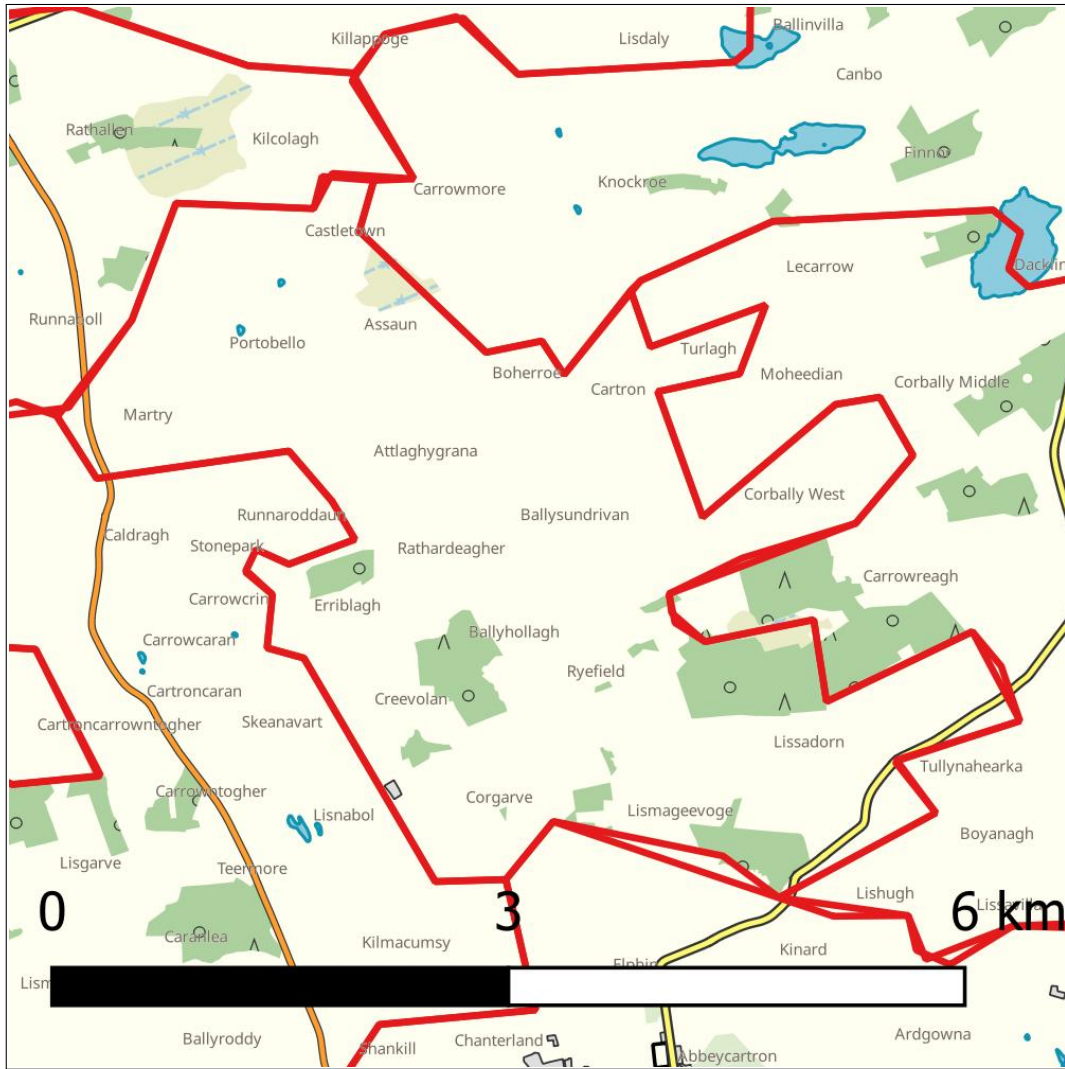 Ballinvilla
Killappoge
Lisdaly
Canbo
Rathallen
Kilcolagh
Finnor
Knockroe
Carrowmore
Castletown
Lecarrow
Runnaboll
Assaun
Portobello
Turlagh
Boherroe
Moheedian
Cartron
Corbally Middle
Martry
Attlaghygrana
Corbally West
Runnaroddaun
Ballysundrivan
Caldragh
Stonepark
Rathardeagher
Carrowreagh
Carrowcrin
Erriblagh
Ballyhollagh
Carrowcaran
Ryefield
Cartroncaran
Creevolan
Cartroncarrowntogher
Skeanavart
Lissadorn
Tullynahearka
Carrowntogher
Corgarve
Lismageevoge
Lisnabol
Boyanagh
Lisgarve
Teermore
Lishugh
0
3
6 km
Caranlea
Kilmacumsy
Kinard
Elphin
Ballyroddy
Shankill
Chanterland
Ardgowna
Abbeycartron